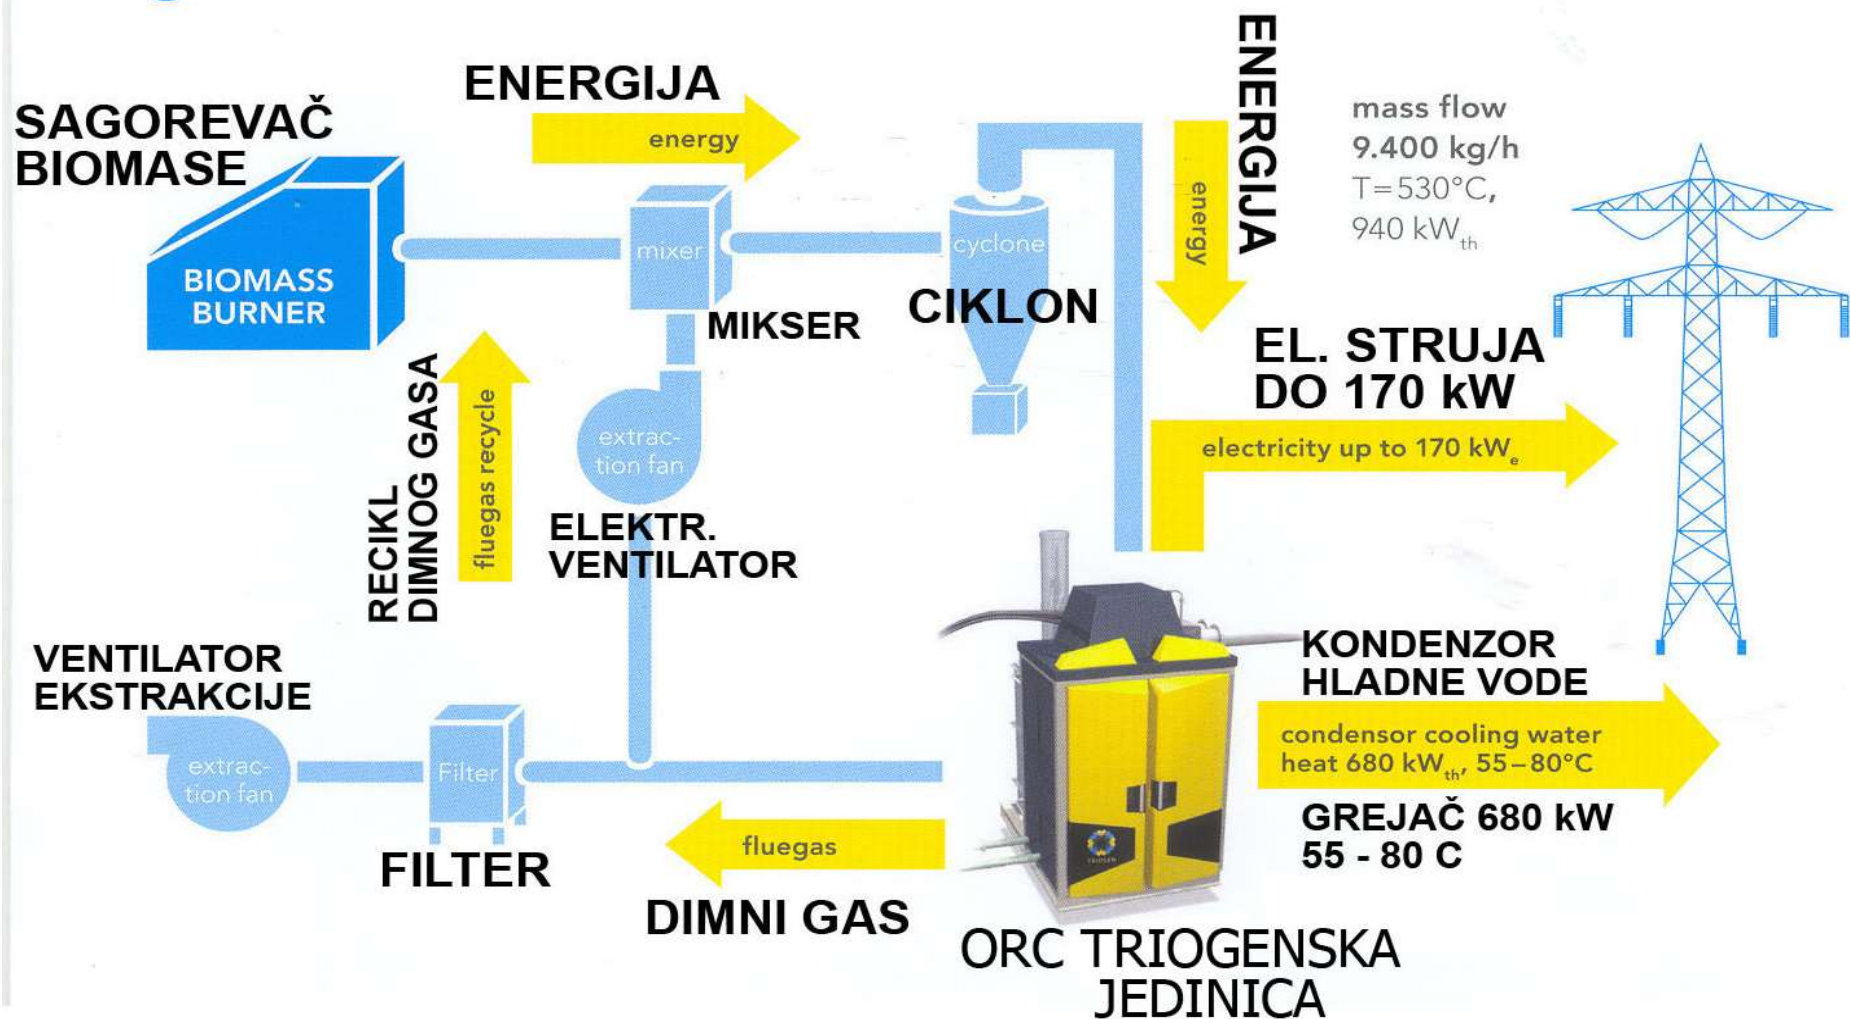 ENERGIJA
energy
SAGOREVAČ
BIOMASE
BIOMASS
BURNER
mixer
MIKSER
cyclone
CIKLON
ENERGIJA
energy
mass flow
9.400 kg/h
T=530°C,
940 kWth
EL. STRUJA
DO 170 kW
electricity up to 170 kWe
RECIKL
DIMNOG GASA
fluegas recycle
extrac-
tion fan
ELEKTR.
VENTILATOR
VENTILATOR
EKSTRAKCIJE
extrac-
tion fan
Filter
FILTER
fluegas
DIMNI GAS
KONDENZOR
HLADNE VODE
condensor cooling water
heat 680 kWth, 55–80°C
GREJAČ 680 kW
55 - 80 C
TRIOGEN
ORC TRIOGENSKA
JEDINICA